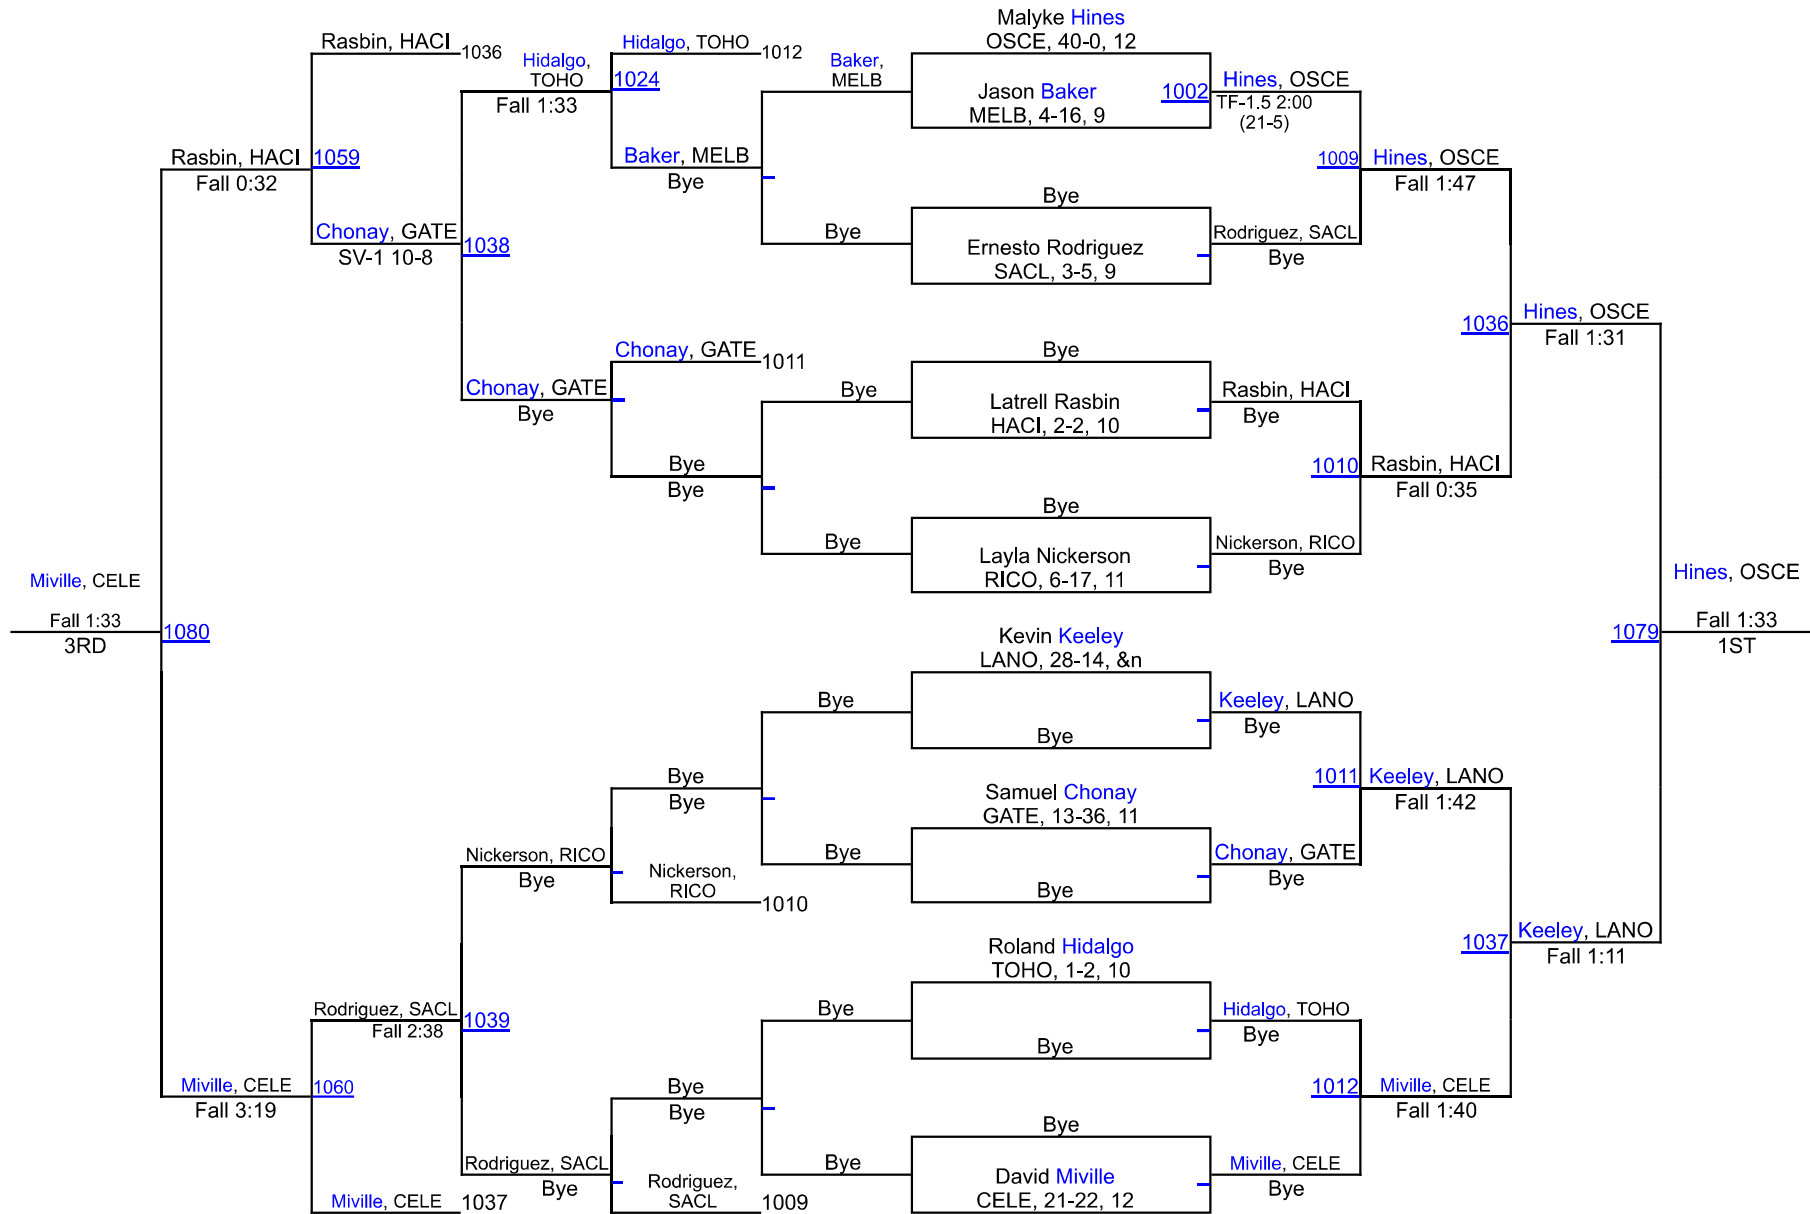 Rasbin, HACI
1036
Hidalgo,
TOHO
Fall 1:33
1024
Hidalgo, TOHO
1012
Baker,
MELB
Malyke Hines
OSCE, 40-0, 12
Jason Baker
MELB, 4-16, 9
1002
Hines, OSCE
TF-1.5 2:00
(21-5)
Rasbin, HACI
Fall 0:32
1059
Baker, MELB
Bye
1009
Hines, OSCE
Fall 1:47
Chonay, GATE
SV-1 10-8
1038
Bye
Bye
Ernesto Rodriguez
SACL, 3-5, 9
Rodriguez, SACL
Bye
1036
Hines, OSCE
Fall 1:31
Chonay, GATE
1011
Chonay, GATE
Bye
Bye
Bye
Latrell Rasbin
HACI, 2-2, 10
Rasbin, HACI
Bye
Bye
Bye
1010
Rasbin, HACI
Fall 0:35
Bye
Bye
Layla Nickerson
RICO, 6-17, 11
Nickerson, RICO
Bye
Miville, CELE
Fall 1:33
3RD
1080
Hines, OSCE
1079
Fall 1:33
1ST
Kevin Keeley
LANO, 28-14, &n
Bye
Bye
Keeley, LANO
Bye
Bye
Bye
1011
Keeley, LANO
Fall 1:42
Samuel Chonay
GATE, 13-36, 11
Bye
Bye
Chonay, GATE
Bye
Nickerson, RICO
Bye
Nickerson,
RICO
1010
1037
Keeley, LANO
Fall 1:11
Roland Hidalgo
TOHO, 1-2, 10
Bye
Bye
Hidalgo, TOHO
Bye
Rodriguez, SACL
Fall 2:38
1039
Miville, CELE
Fall 3:19
1060
Bye
Bye
1012
Miville, CELE
Fall 1:40
Bye
Bye
David Miville
CELE, 21-22, 12
Miville, CELE
Bye
Rodriguez, SACL
Bye
Rodriguez,
SACL
1009
Miville, CELE
1037